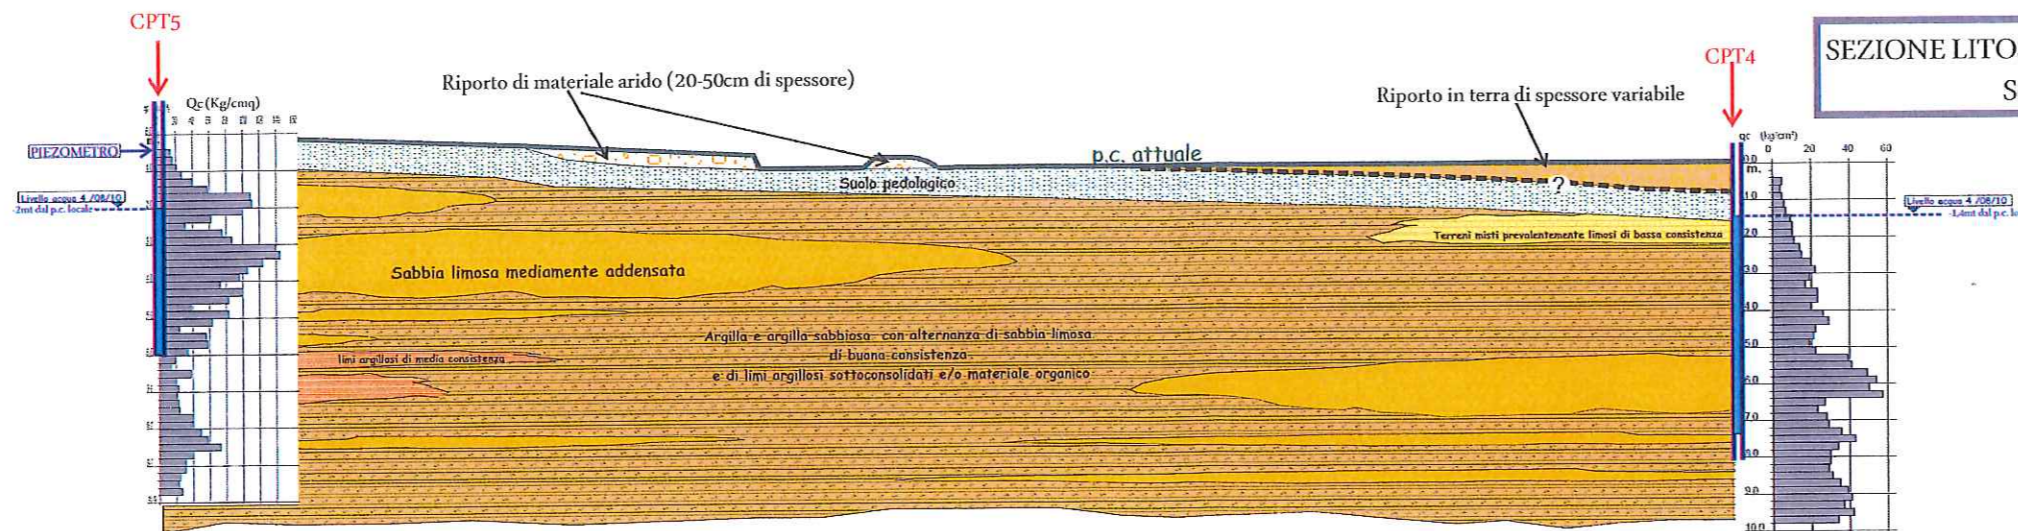 CPT5
CPT4
SEZIONE LITO
S
Riporto di materiale arido (20-50cm di spessore)
Riporto in terra di spessore variabile
Qc (Kg/cmq)
qc (kg/cm²)
0 20 40 60
PIEZOMETRO
p.c. attuale
Suolo pedologico
?
Livello acqua 4 /08/10
-2mt dal p.c. locale
Livello acqua 4 /08/10
-1,4mt dal p.c. lo
Terreni misti prevalentemente limosi di bassa consistenza
Sabbia limosa mediamente addensata
Argilla e argilla sabbiosa con alternanza di sabbia limosa
di buona consistenza
e di limi argillosi sottoconsolidati e/o materiale organico
limi argillosi di media consistenza
0.0
m.
1.0
2.0
3.0
4.0
5.0
6.0
7.0
8.0
9.0
10.0